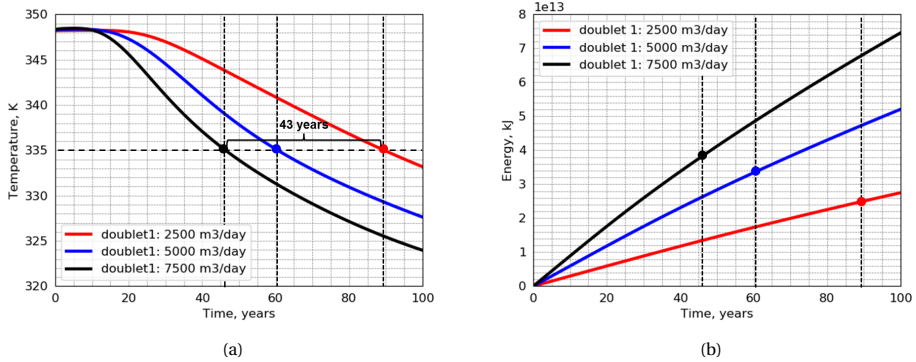 350
345
340
335
330
325
320
0
20
40
60
80
100
Temperature, K
Time, years
43 years
doublet1: 2500 m3/day
doublet1: 5000 m3/day
doublet1: 7500 m3/day
(a)
1e13
8
7
6
5
4
3
2
1
0
0
20
40
60
80
100
Energy, kJ
Time, years
doublet 1: 2500 m3/day
doublet 1: 5000 m3/day
doublet 1: 7500 m3/day
(b)